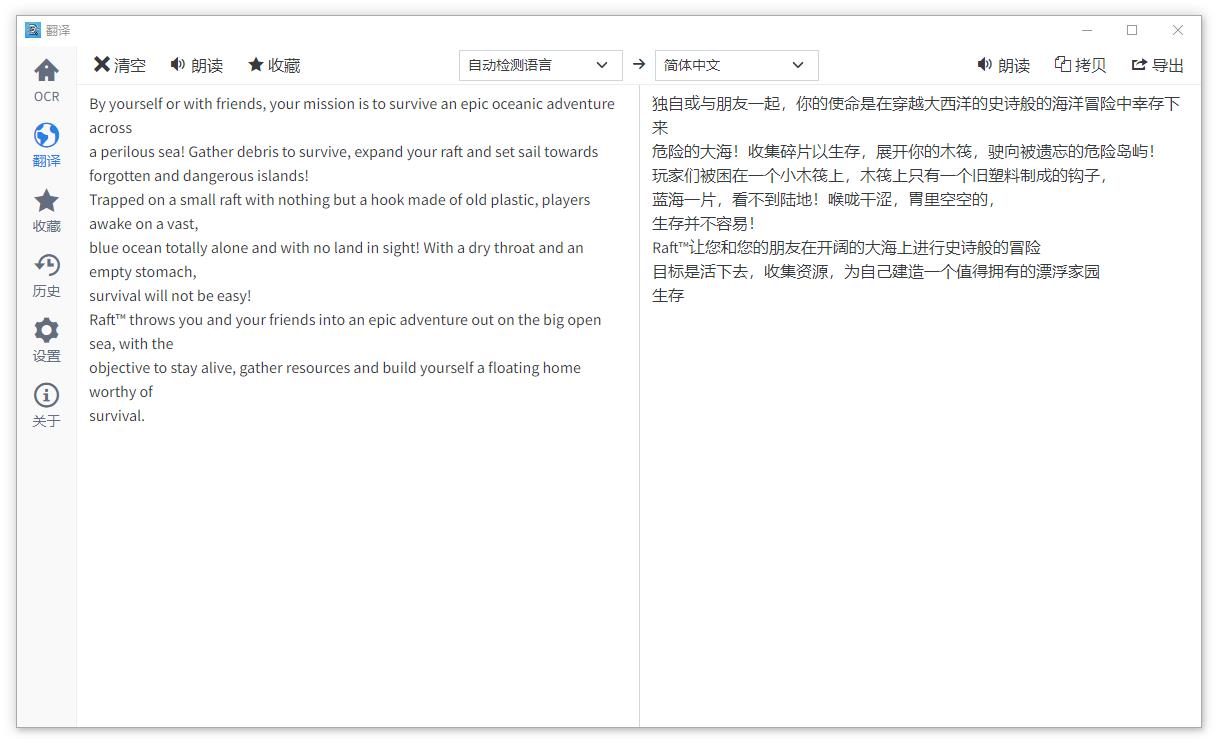 翻译
OCR
翻译
收藏
历史
设置
关于
清空
朗读
收藏
自动检测语言
简体中文
朗读
拷贝
导出
By yourself or with friends, your mission is to survive an epic oceanic adventure
across
a perilous sea! Gather debris to survive, expand your raft and set sail towards
forgotten and dangerous islands!
Trapped on a small raft with nothing but a hook made of old plastic, players
awake on a vast,
blue ocean totally alone and with no land in sight! With a dry throat and an
empty stomach,
survival will not be easy!
Raft™ throws you and your friends into an epic adventure out on the big open
sea, with the
objective to stay alive, gather resources and build yourself a floating home
worthy of
survival.
独自或与朋友一起，你的使命是在穿越大西洋的史诗般的海洋冒险中幸存下
来
危险的大海！收集碎片以生存，展开你的木筏，驶向被遗忘的危险岛屿！
玩家们被困在一个小木筏上，木筏上只有一个旧塑料制成的钩子，
蓝海一片，看不到陆地！喉咙干涩，胃里空空的，
生存并不容易！
Raft™让您和您的朋友在开阔的大海上进行史诗般的冒险
目标是活下去，收集资源，为自己建造一个值得拥有的漂浮家园
生存